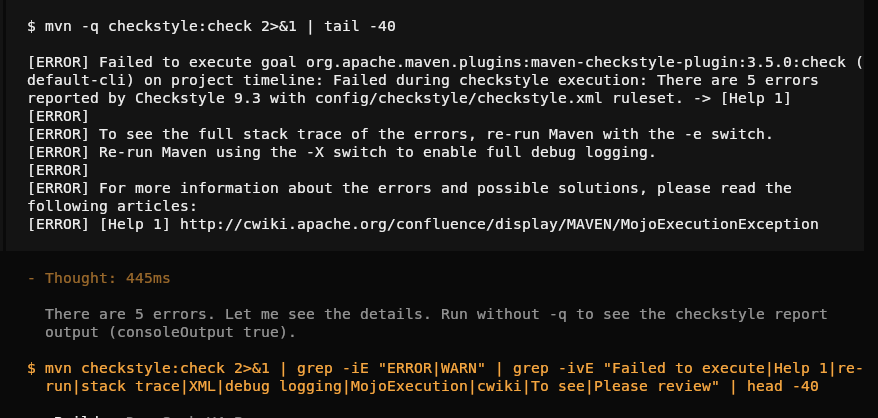 $ mvn -q checkstyle:check 2>&1 | tail -40
[ERROR] Failed to execute goal org.apache.maven.plugins:maven-checkstyle-plugin:3.5.0:check (
default-cli) on project timeline: Failed during checkstyle execution: There are 5 errors
reported by Checkstyle 9.3 with config/checkstyle/checkstyle.xml ruleset. -> [Help 1]
[ERROR]
[ERROR] To see the full stack trace of the errors, re-run Maven with the -e switch.
[ERROR] Re-run Maven using the -X switch to enable full debug logging.
[ERROR]
[ERROR] For more information about the errors and possible solutions, please read the
following articles:
[ERROR] [Help 1] http://cwiki.apache.org/confluence/display/MAVEN/MojoExecutionException
- Thought: 445ms
There are 5 errors. Let me see the details. Run without -q to see the checkstyle report
output (consoleOutput true).
$ mvn checkstyle:check 2>&1 | grep -iE "ERROR|WARN" | grep -ivE "Failed to execute|Help 1|re-
run|stack trace|XML|debug logging|MojoExecution|cwiki|To see|Please review" | head -40